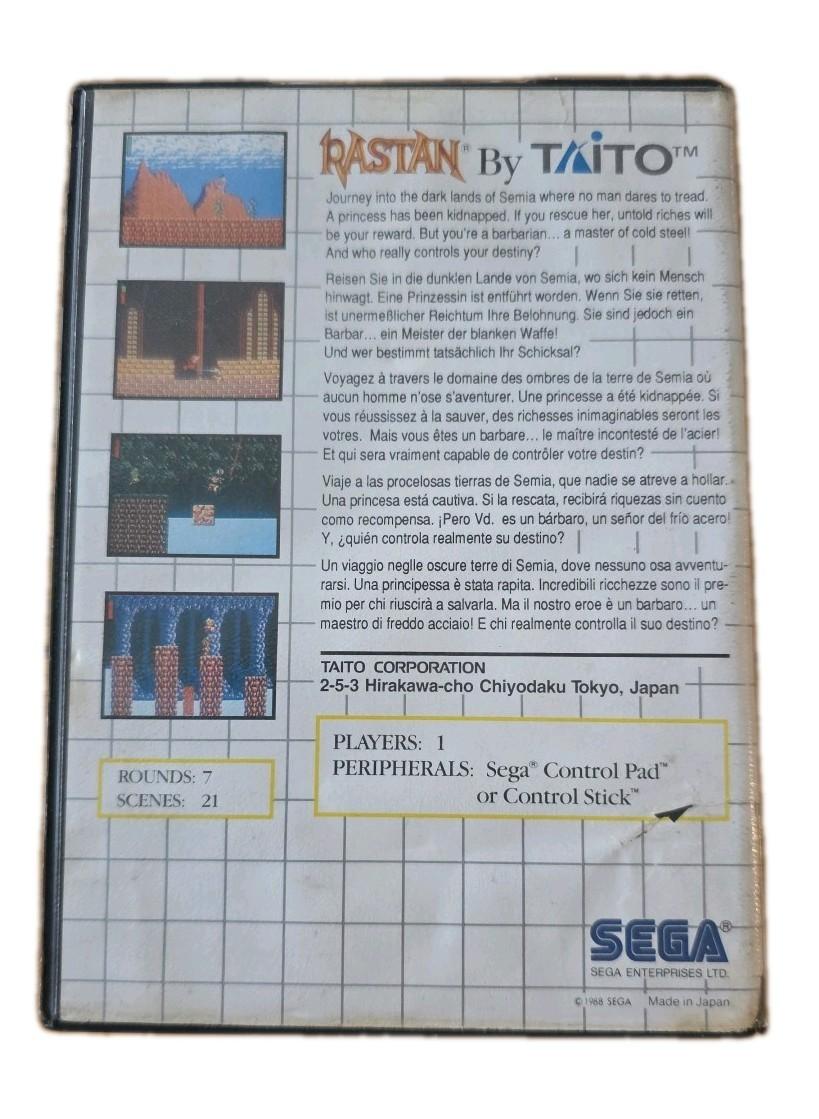 RASTAN® By TAITO™
Journey into the dark lands of Semia where no man dares to tread.
A princess has been kidnapped. If you rescue her, untold riches will
be your reward. But you're a barbarian... a master of cold steel!
And who really controls your destiny?
Reisen Sie in die dunklen Lande von Semia, wo sich kein Mensch
hinwagt. Eine Prinzessin ist entführt worden. Wenn Sie sie retten,
ist unermeßlicher Reichtum Ihre Belohnung. Sie sind jedoch ein
Barbar... ein Meister der blanken Waffe!
Und wer bestimmt tatsächlich Ihr Schicksal?
Voyagez à travers le domaine des ombres de la terre de Semia où
aucun homme n'ose s'aventurer. Une princesse a été kidnappée. Si
vous réussissez à la sauver, des richesses inimaginables seront les
votres. Mais vous êtes un barbare... le maître incontesté de l'acier!
Et qui sera vraiment capable de contrôler votre destin?
Viaje a las procelosas tierras de Semia, que nadie se atreve a hollar.
Una princesa está cautiva. Si la rescata, recibirá riquezas sin cuento
como recompensa. ¡Pero Vd. es un bárbaro, un señor del frío acero!
Y, ¿quién controla realmente su destino?
Un viaggio neglle oscure terre di Semia, dove nessuno osa avventu-
rarsi. Una principessa è stata rapita. Incredibili ricchezze sono il pre-
mio per chi riuscirà a salvarla. Ma il nostro eroe è un barbaro... un
maestro di freddo acciaio! E chi realmente controlla il suo destino?
TAITO CORPORATION
2-5-3 Hirakawa-cho Chiyodaku Tokyo, Japan
PLAYERS: 1
PERIPHERALS: Sega® Control Pad™
or Control Stick™
ROUNDS: 7
SCENES: 21
SEGA®
SEGA ENTERPRISES LTD.
© 1988 SEGA Made in Japan